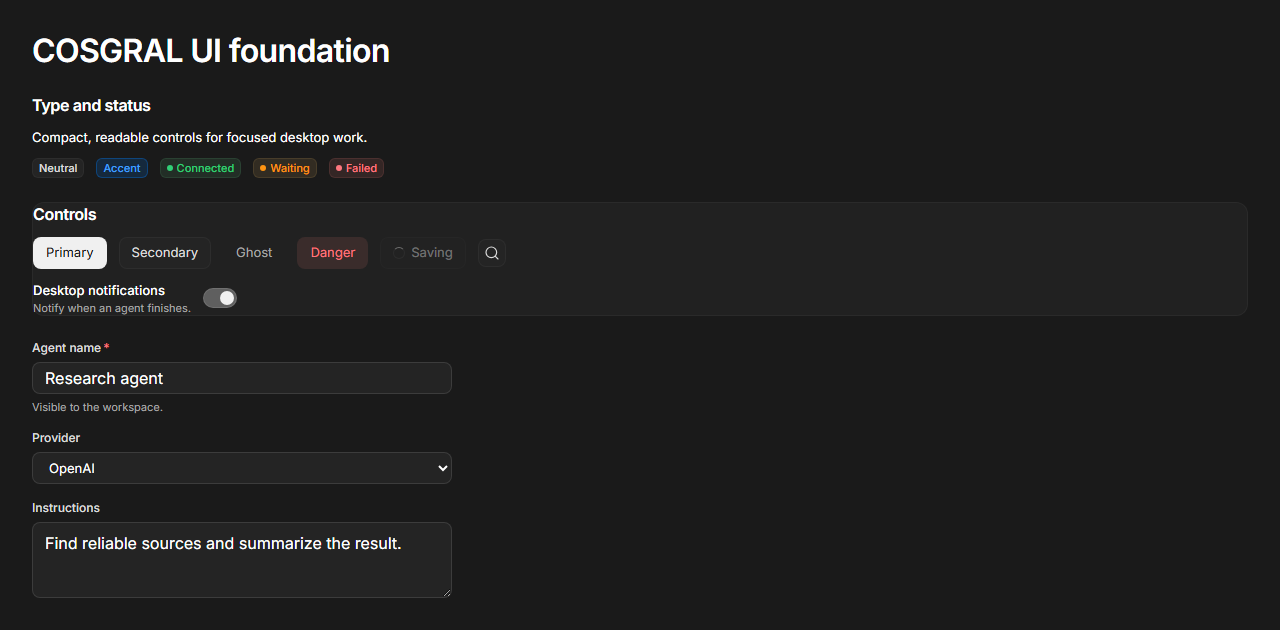 COSGRAL UI foundation
Type and status
Compact, readable controls for focused desktop work.
Neutral Accent Connected Waiting Failed
Controls
Primary Secondary Ghost Danger Saving
Desktop notifications
Notify when an agent finishes.
Agent name *
Research agent
Visible to the workspace.
Provider
OpenAI
Instructions
Find reliable sources and summarize the result.